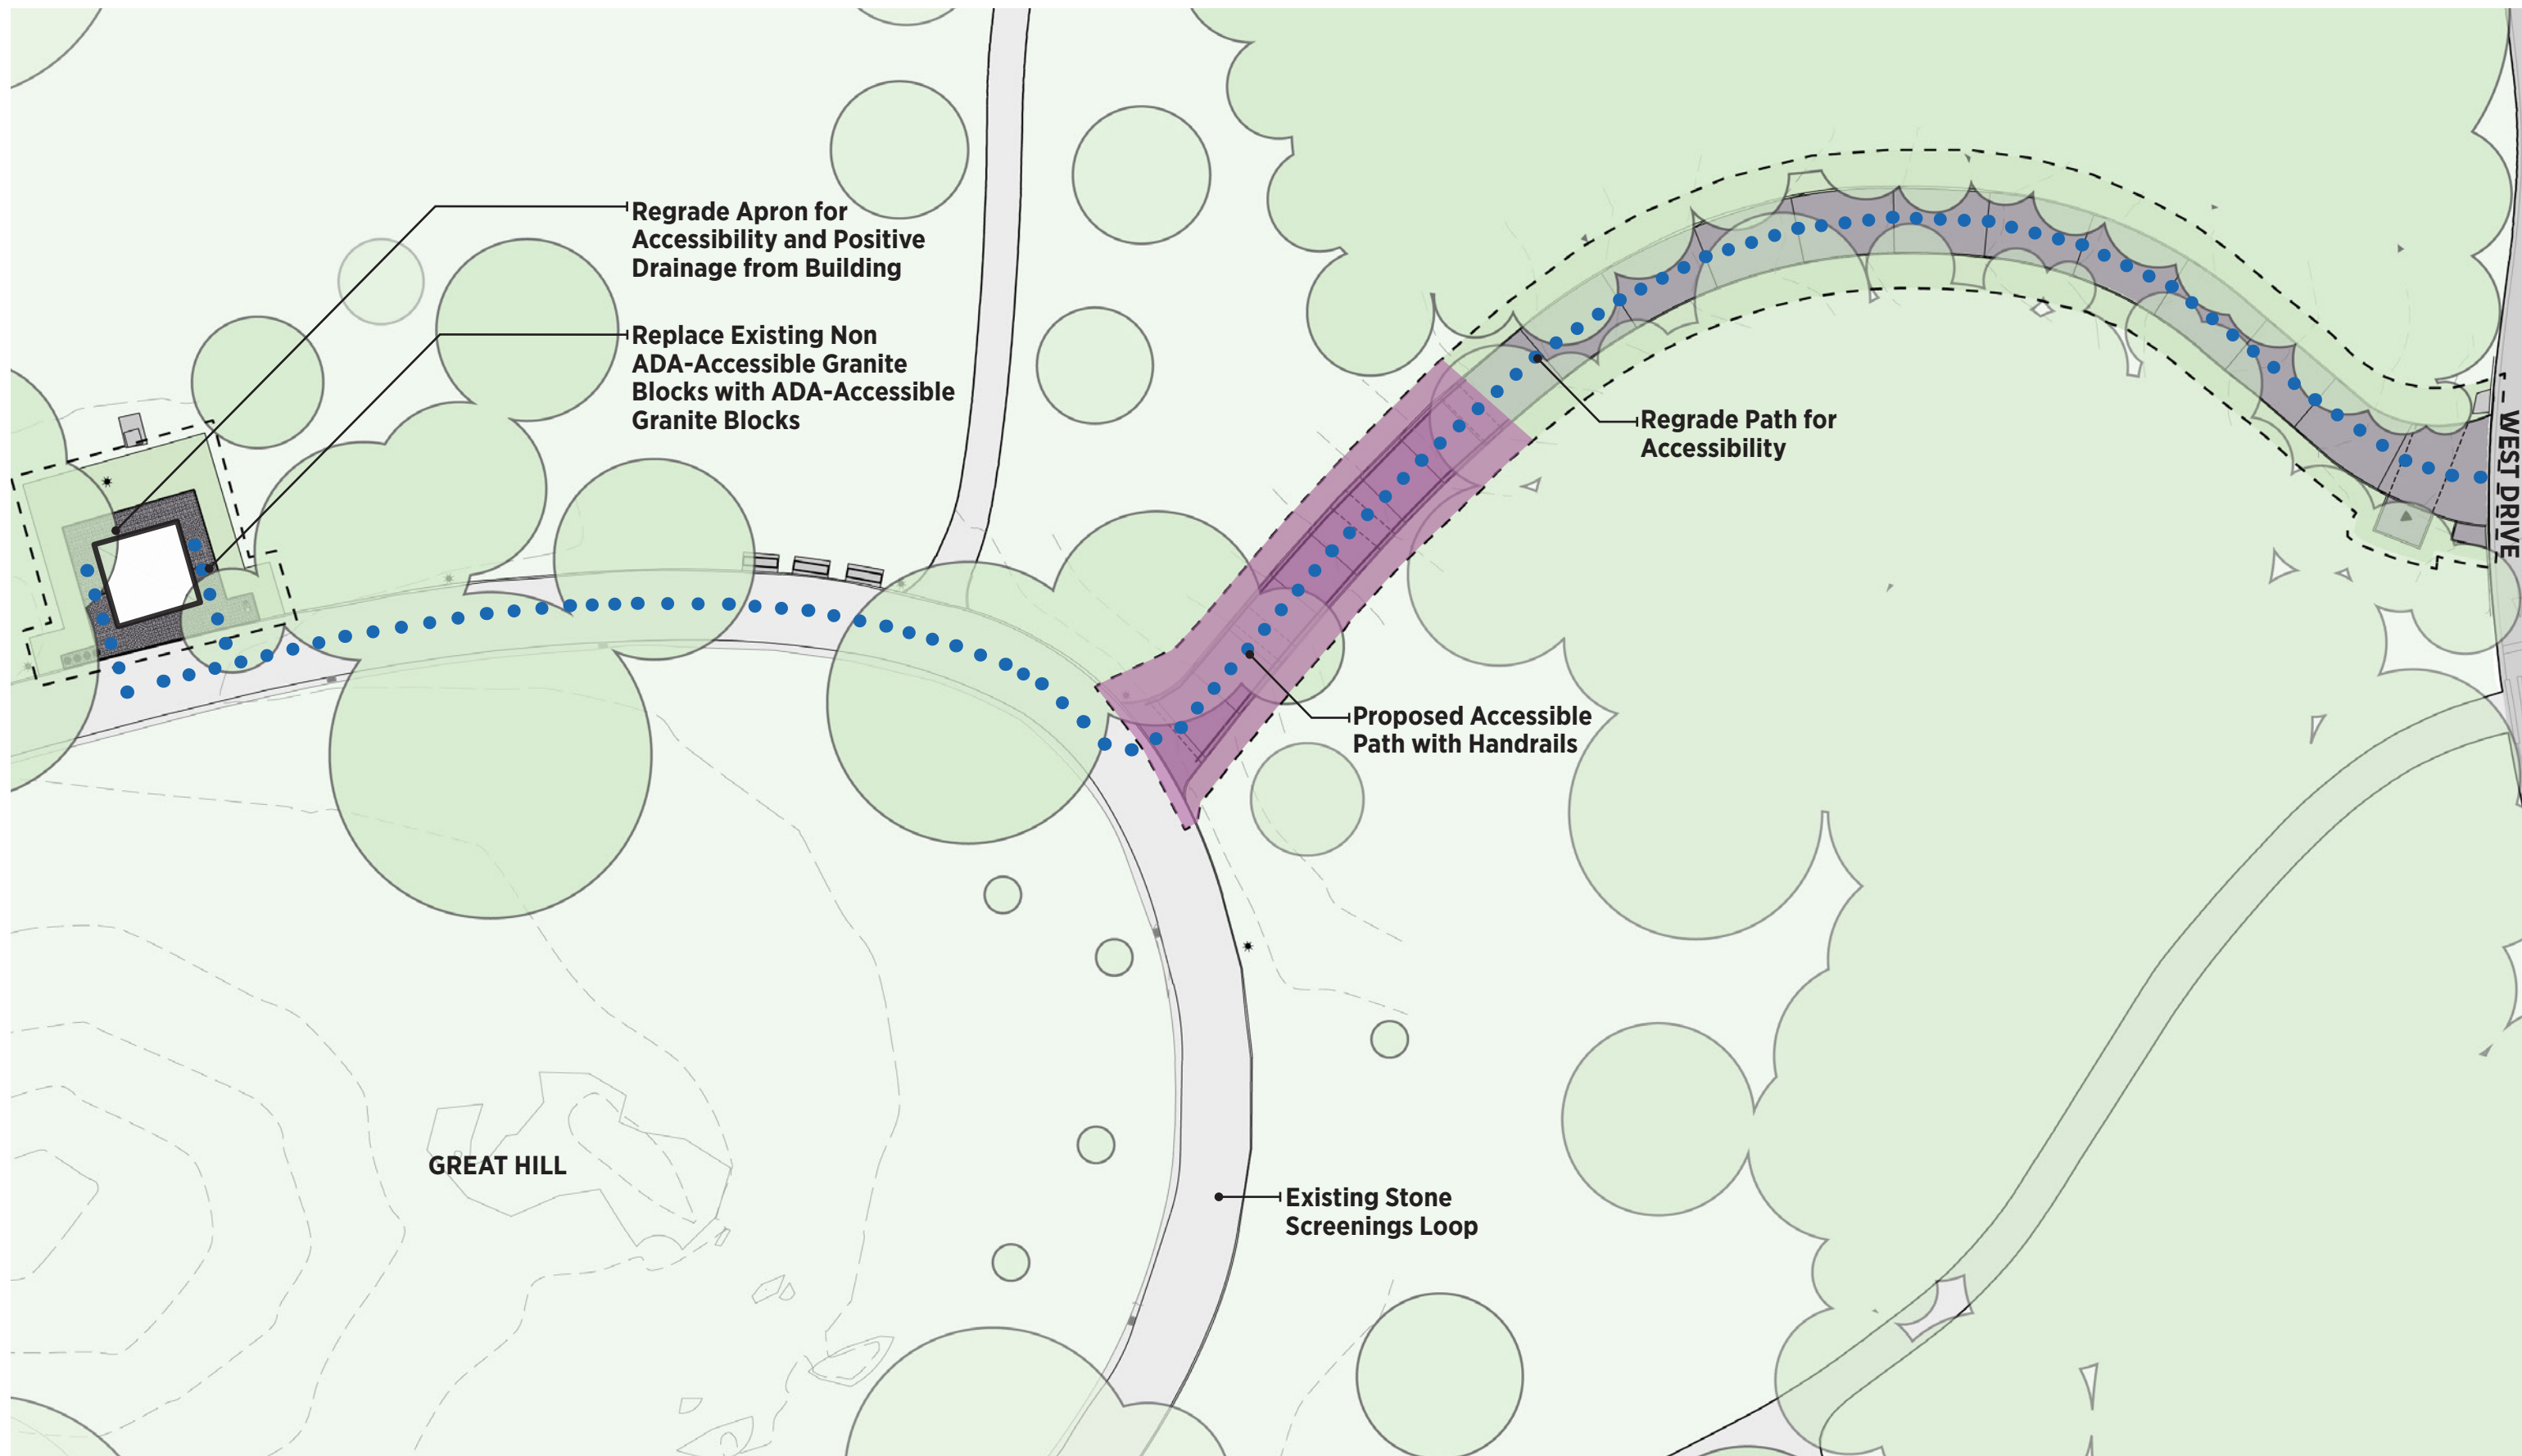 Regrade Apron for
Accessibility and Positive
Drainage from Building
Replace Existing Non
ADA-Accessible Granite
Blocks with ADA-Accessible
Granite Blocks
Regrade Path for
Accessibility
WEST DRIVE
Proposed Accessible
Path with Handrails
GREAT HILL
Existing Stone
Screenings Loop